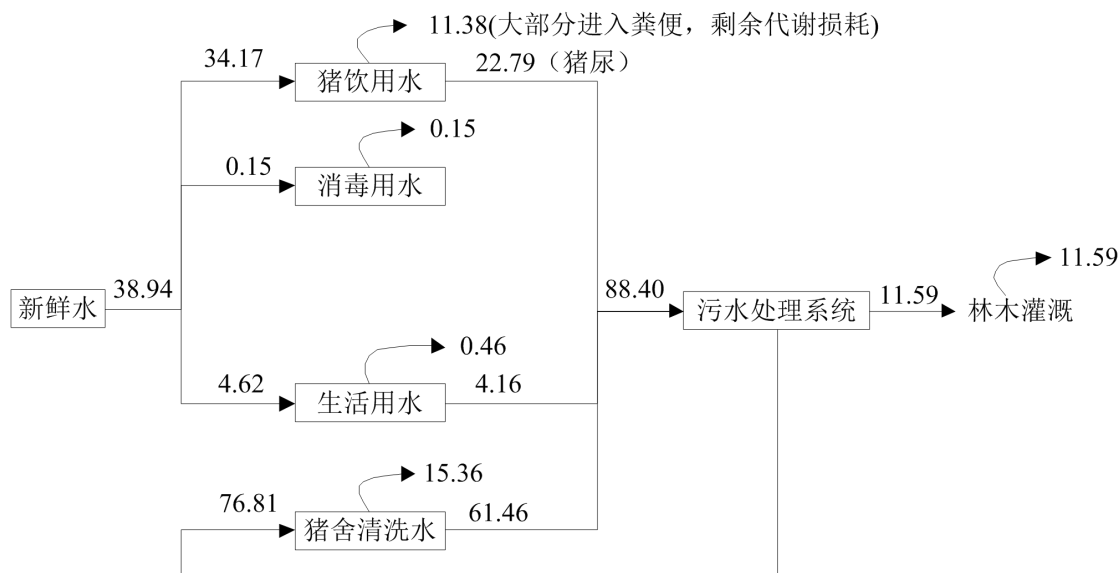 11.38(大部分进入粪便，剩余代谢损耗)
34.17
猪饮用水
22.79（猪尿）
0.15
0.15
消毒用水
新鲜水
38.94
88.40
污水处理系统
11.59
林木灌溉
11.59
0.46
4.62
生活用水
4.16
15.36
76.81
猪舍清洗水
61.46